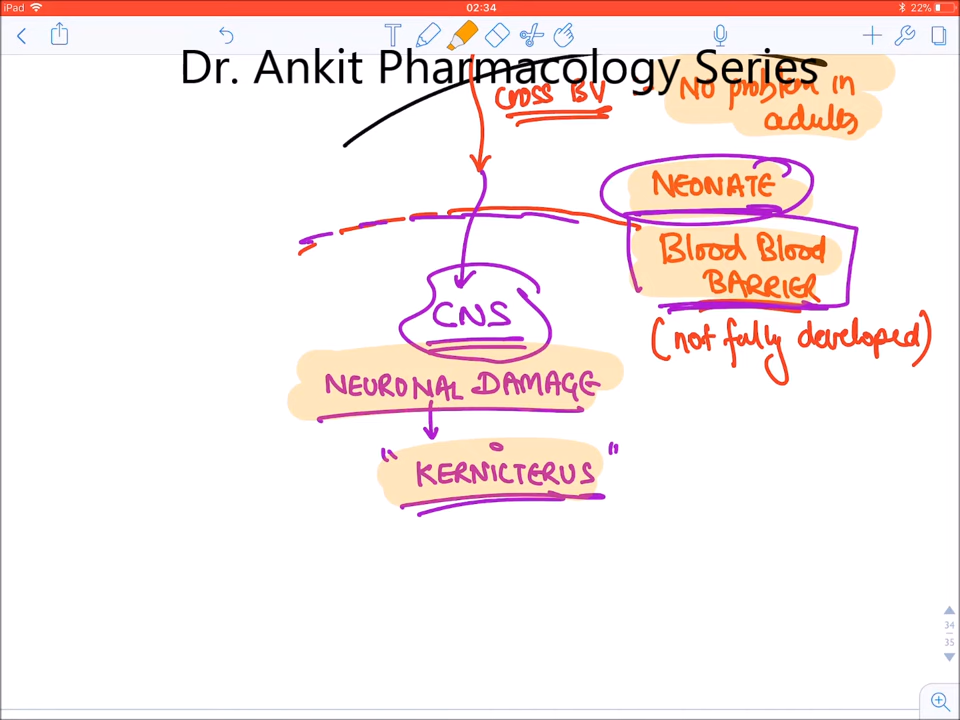 iPad 02:34 22%
T
Dr. Ankit Pharmacology Series
CROSS BV - No problem in
adults
NEONATE
Blood Blood
BARRIER
(not fully developed)
CNS
NEURONAL DAMAGE
" KERNICTERUS "
34
35